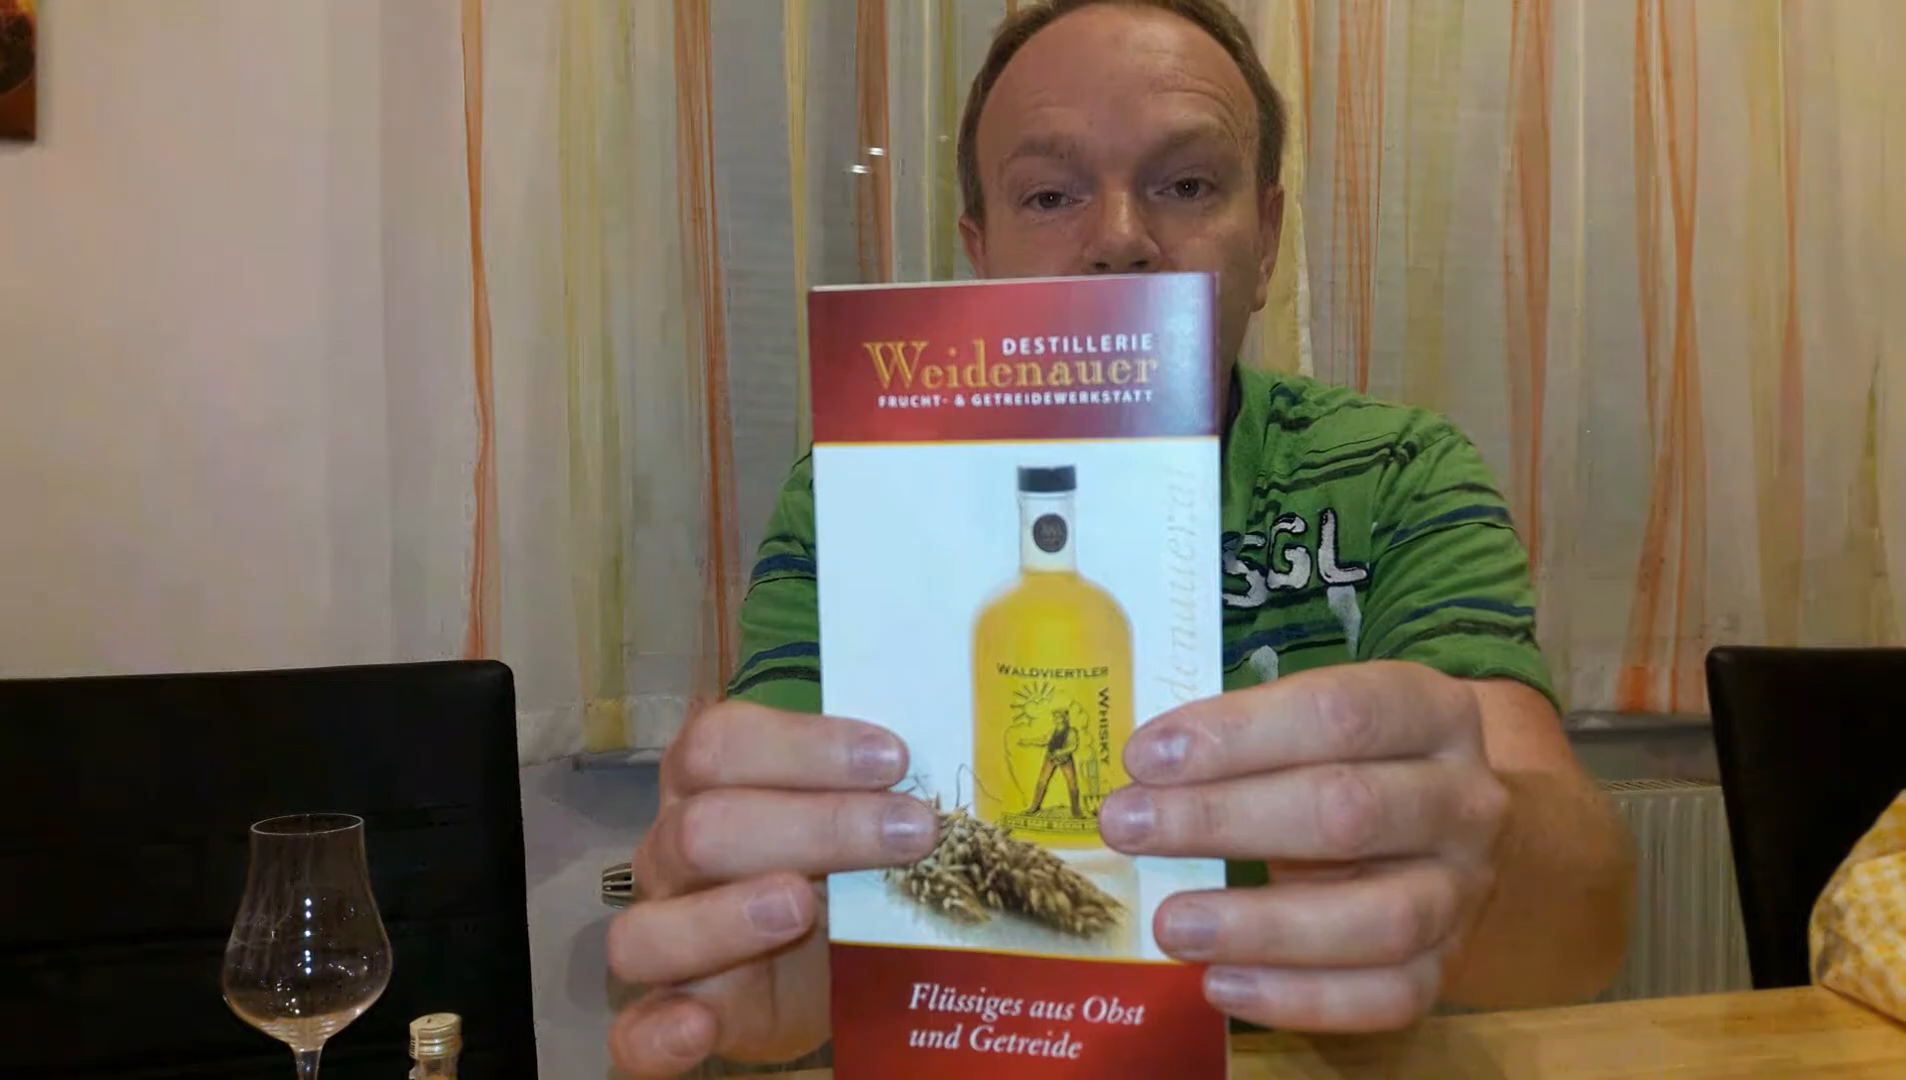 DESTILLERIE
Weidenauer
FRUCHT- & GETREIDEWERKSTATT
WALDVIERTLER
WHISKY
SGL
Flüssiges aus Obst
und Getreide